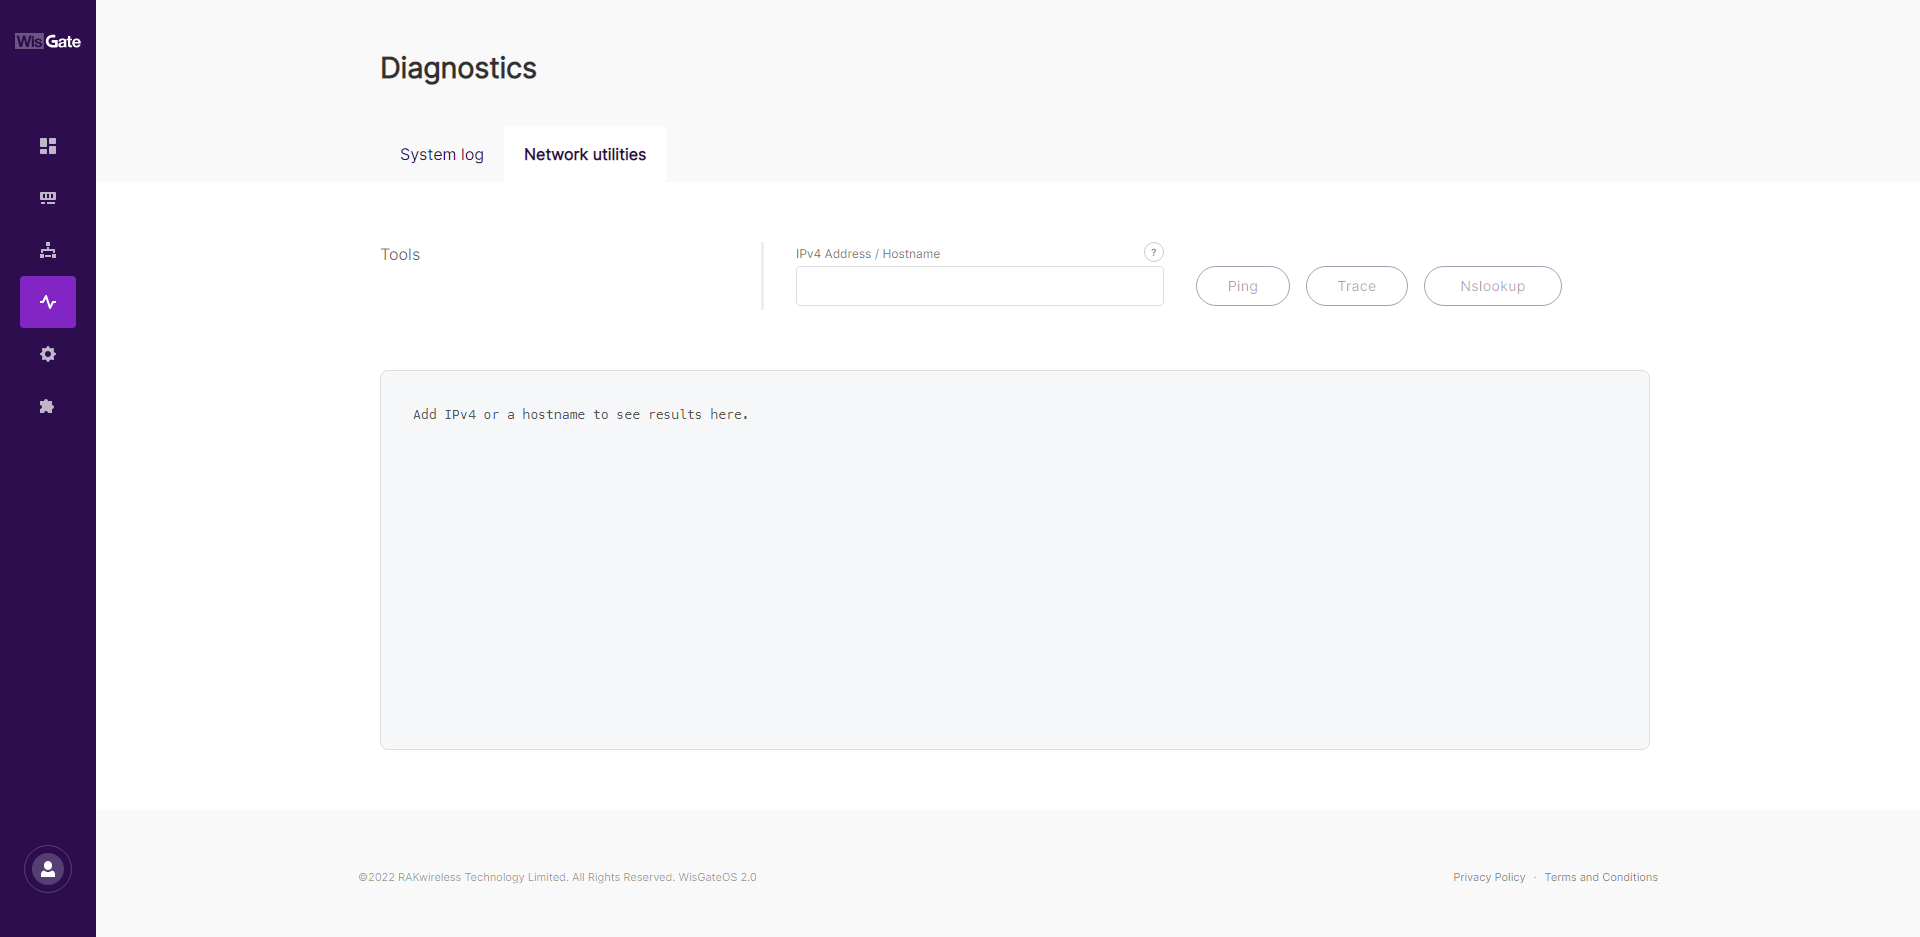 WisGate
Diagnostics
System log
Network utilities
Tools
IPv4 Address / Hostname
?
Ping
Trace
Nslookup
Add IPv4 or a hostname to see results here.
©2022 RAKwireless Technology Limited. All Rights Reserved. WisGateOS 2.0
Privacy Policy · Terms and Conditions